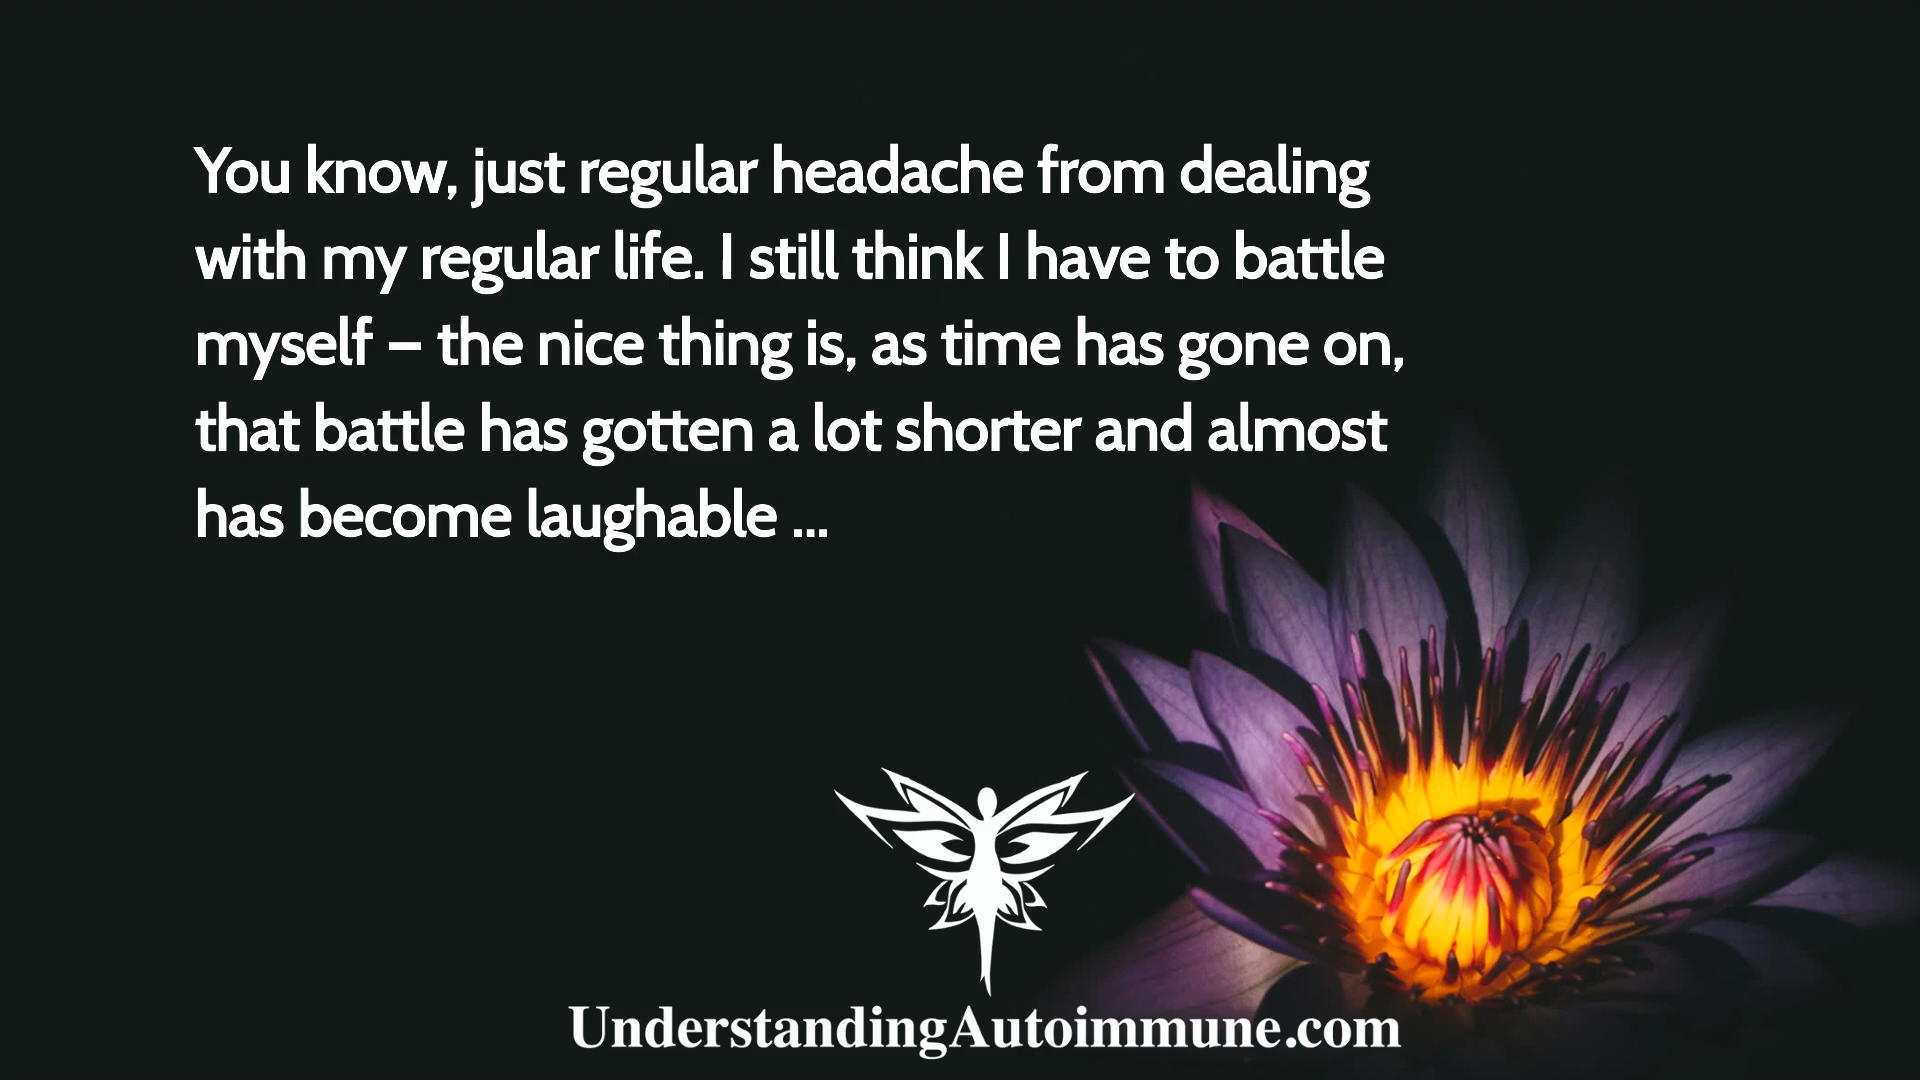 You know, just regular headache from dealing
with my regular life. I still think I have to battle
myself – the nice thing is, as time has gone on,
that battle has gotten a lot shorter and almost
has become laughable ...
UnderstandingAutoimmune.com